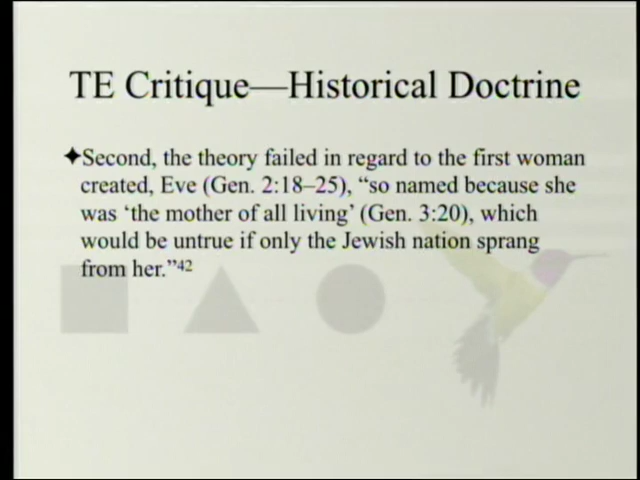 TE Critique—Historical Doctrine
✦Second, the theory failed in regard to the first woman
created, Eve (Gen. 2:18–25), “so named because she
was ‘the mother of all living’ (Gen. 3:20), which
would be untrue if only the Jewish nation sprang
from her.”42